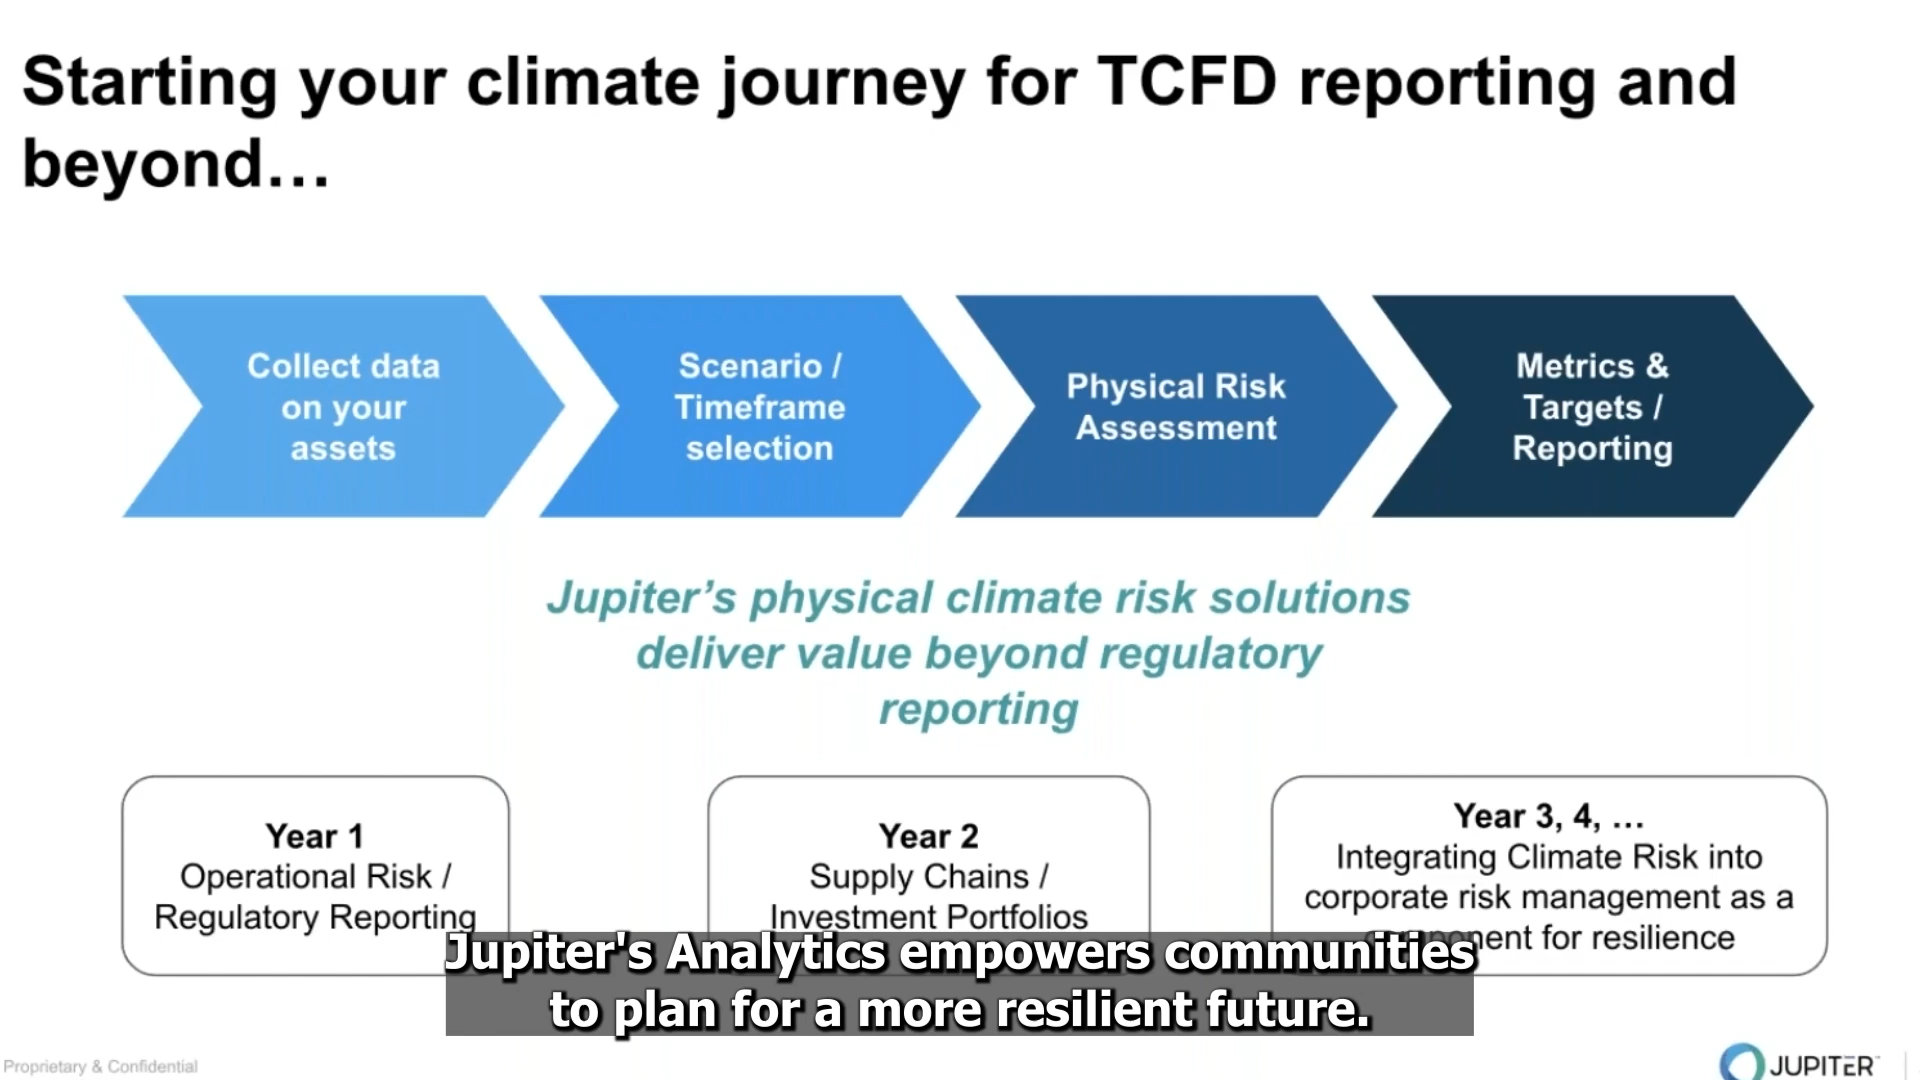 Starting your climate journey for TCFD reporting and
beyond…
Collect data
on your
assets
Scenario /
Timeframe
selection
Physical Risk
Assessment
Metrics &
Targets /
Reporting
Jupiter’s physical climate risk solutions
deliver value beyond regulatory
reporting
Year 1
Operational Risk /
Regulatory Reporting
Year 2
Supply Chains /
Investment Portfolios
Year 3, 4, …
Integrating Climate Risk into
corporate risk management as a
for resilience
Jupiter's Analytics empowers communities
to plan for a more resilient future.
Proprietary & Confidential
JUPITER